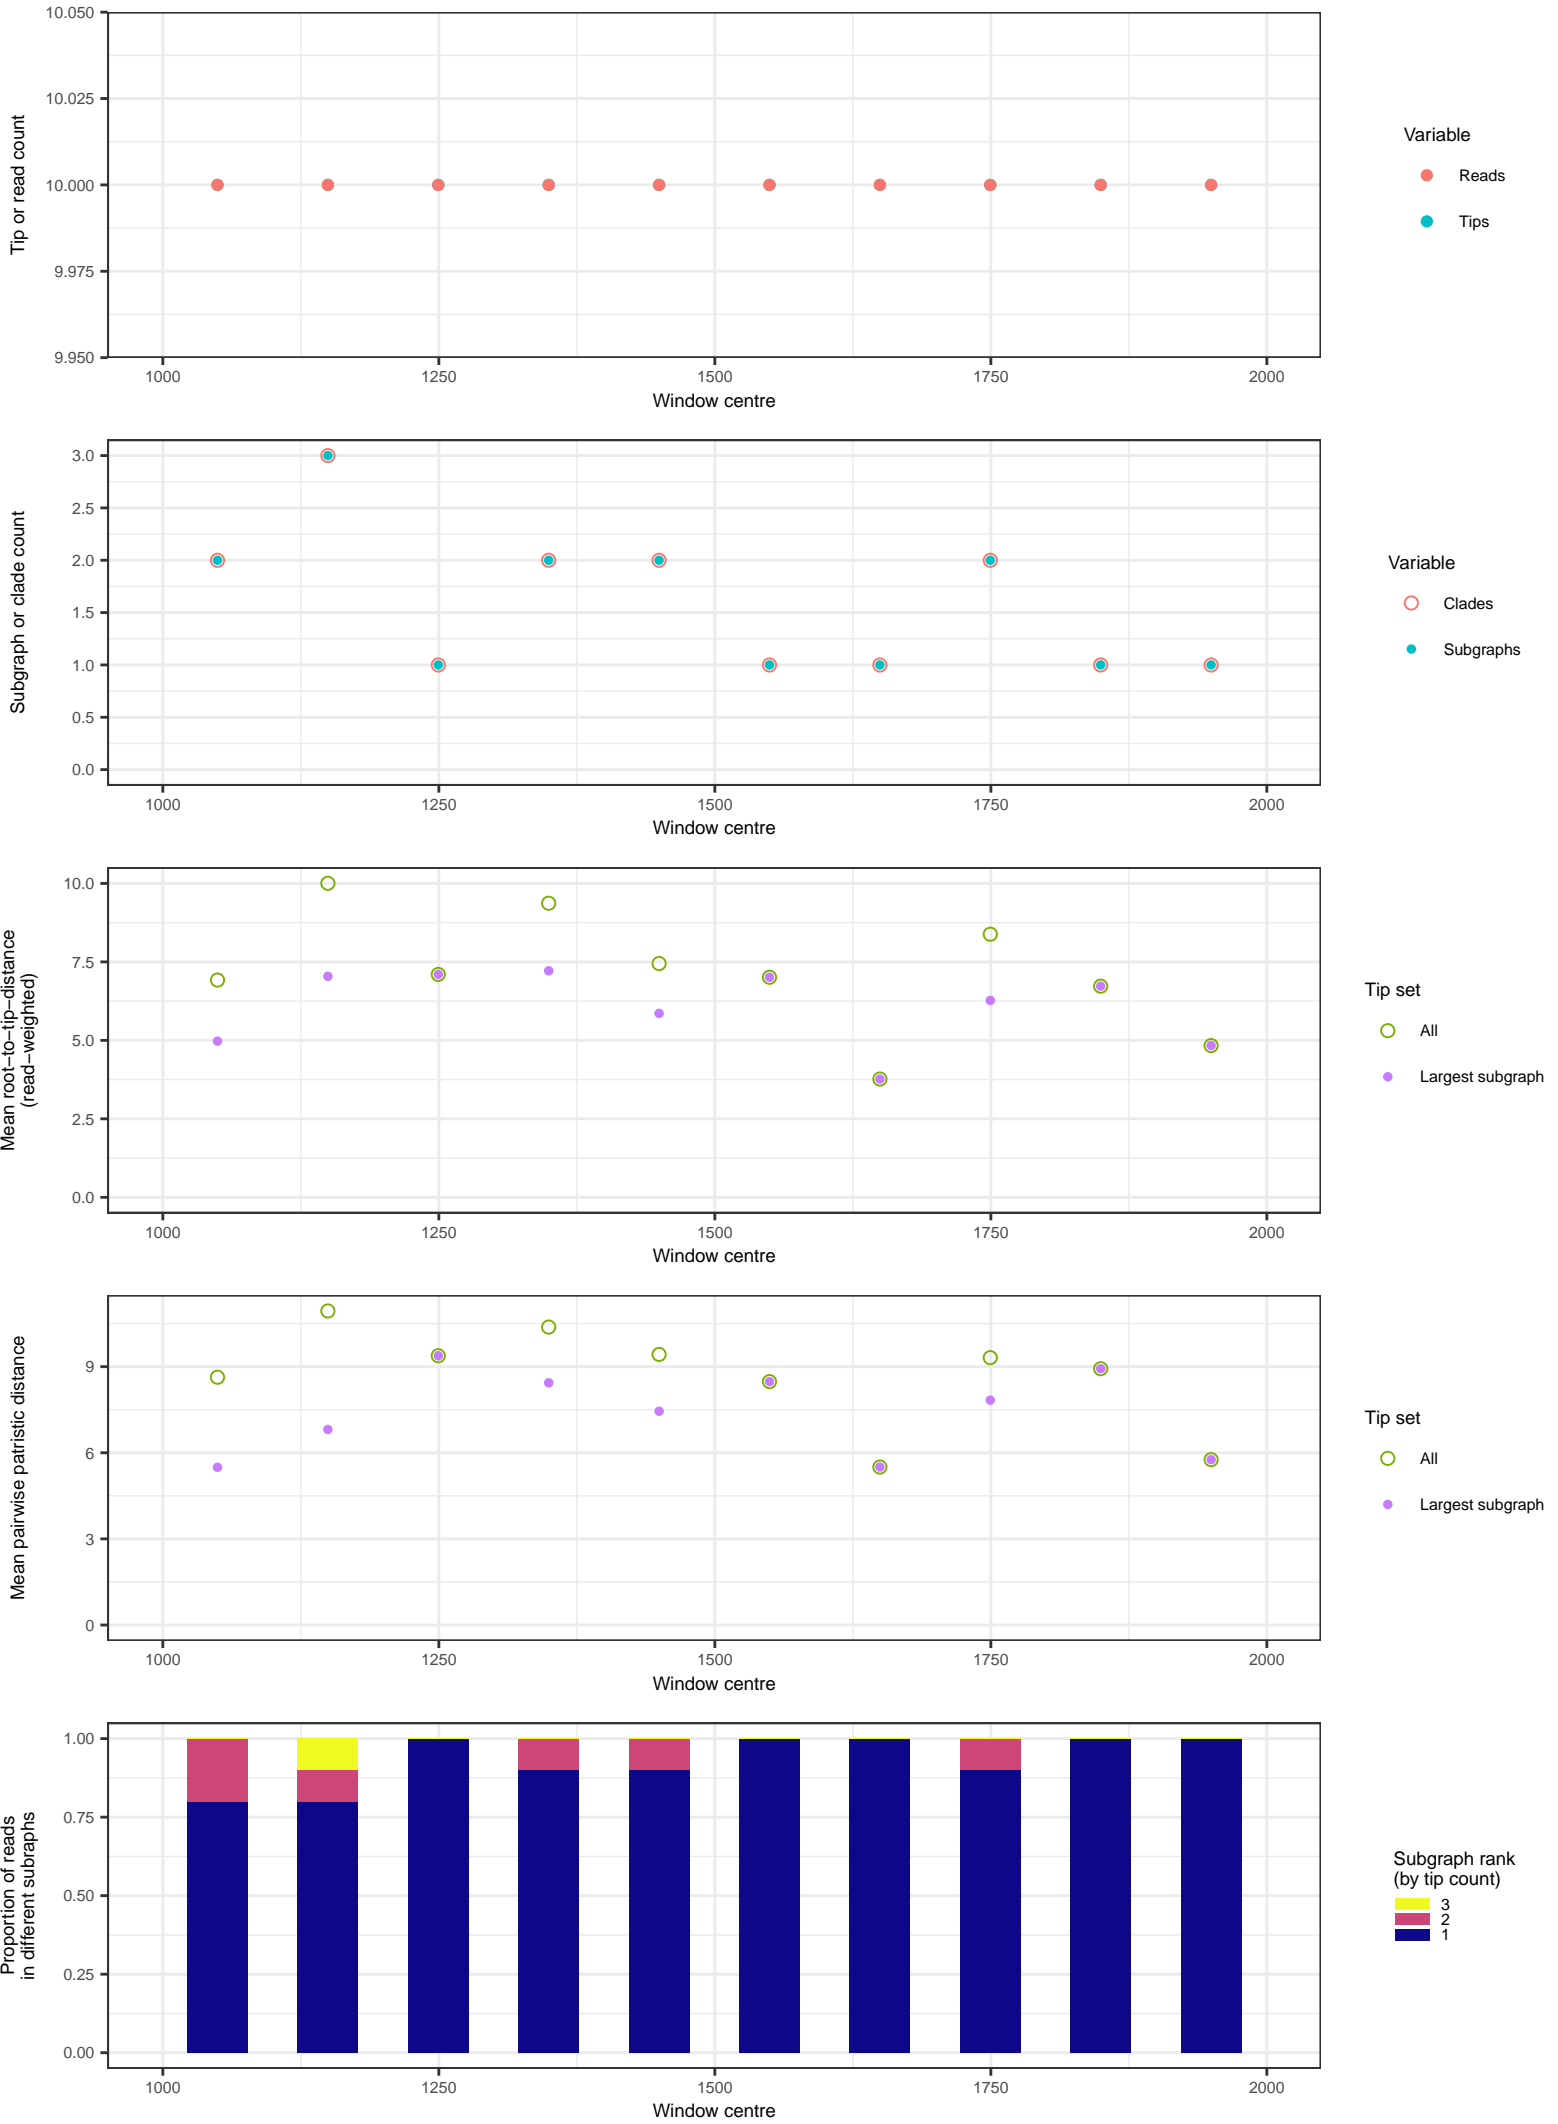 10.050
10.025
10.000
9.975
9.950
Tip or read count
1000 1250 1500 1750 2000
Window centre
Variable
Reads
Tips
3.0
2.5
2.0
1.5
1.0
0.5
0.0
Subgraph or clade count
1000 1250 1500 1750 2000
Window centre
Variable
Clades
Subgraphs
10.0
7.5
5.0
2.5
0.0
Mean root−to−tip−distance
(read−weighted)
1000 1250 1500 1750 2000
Window centre
Tip set
All
Largest subgraph
9
6
3
0
Mean pairwise patristic distance
1000 1250 1500 1750 2000
Window centre
Tip set
All
Largest subgraph
1.00
0.75
0.50
0.25
0.00
Proportion of reads
in different subraphs
1000 1250 1500 1750 2000
Window centre
Subgraph rank
(by tip count)
3
2
1